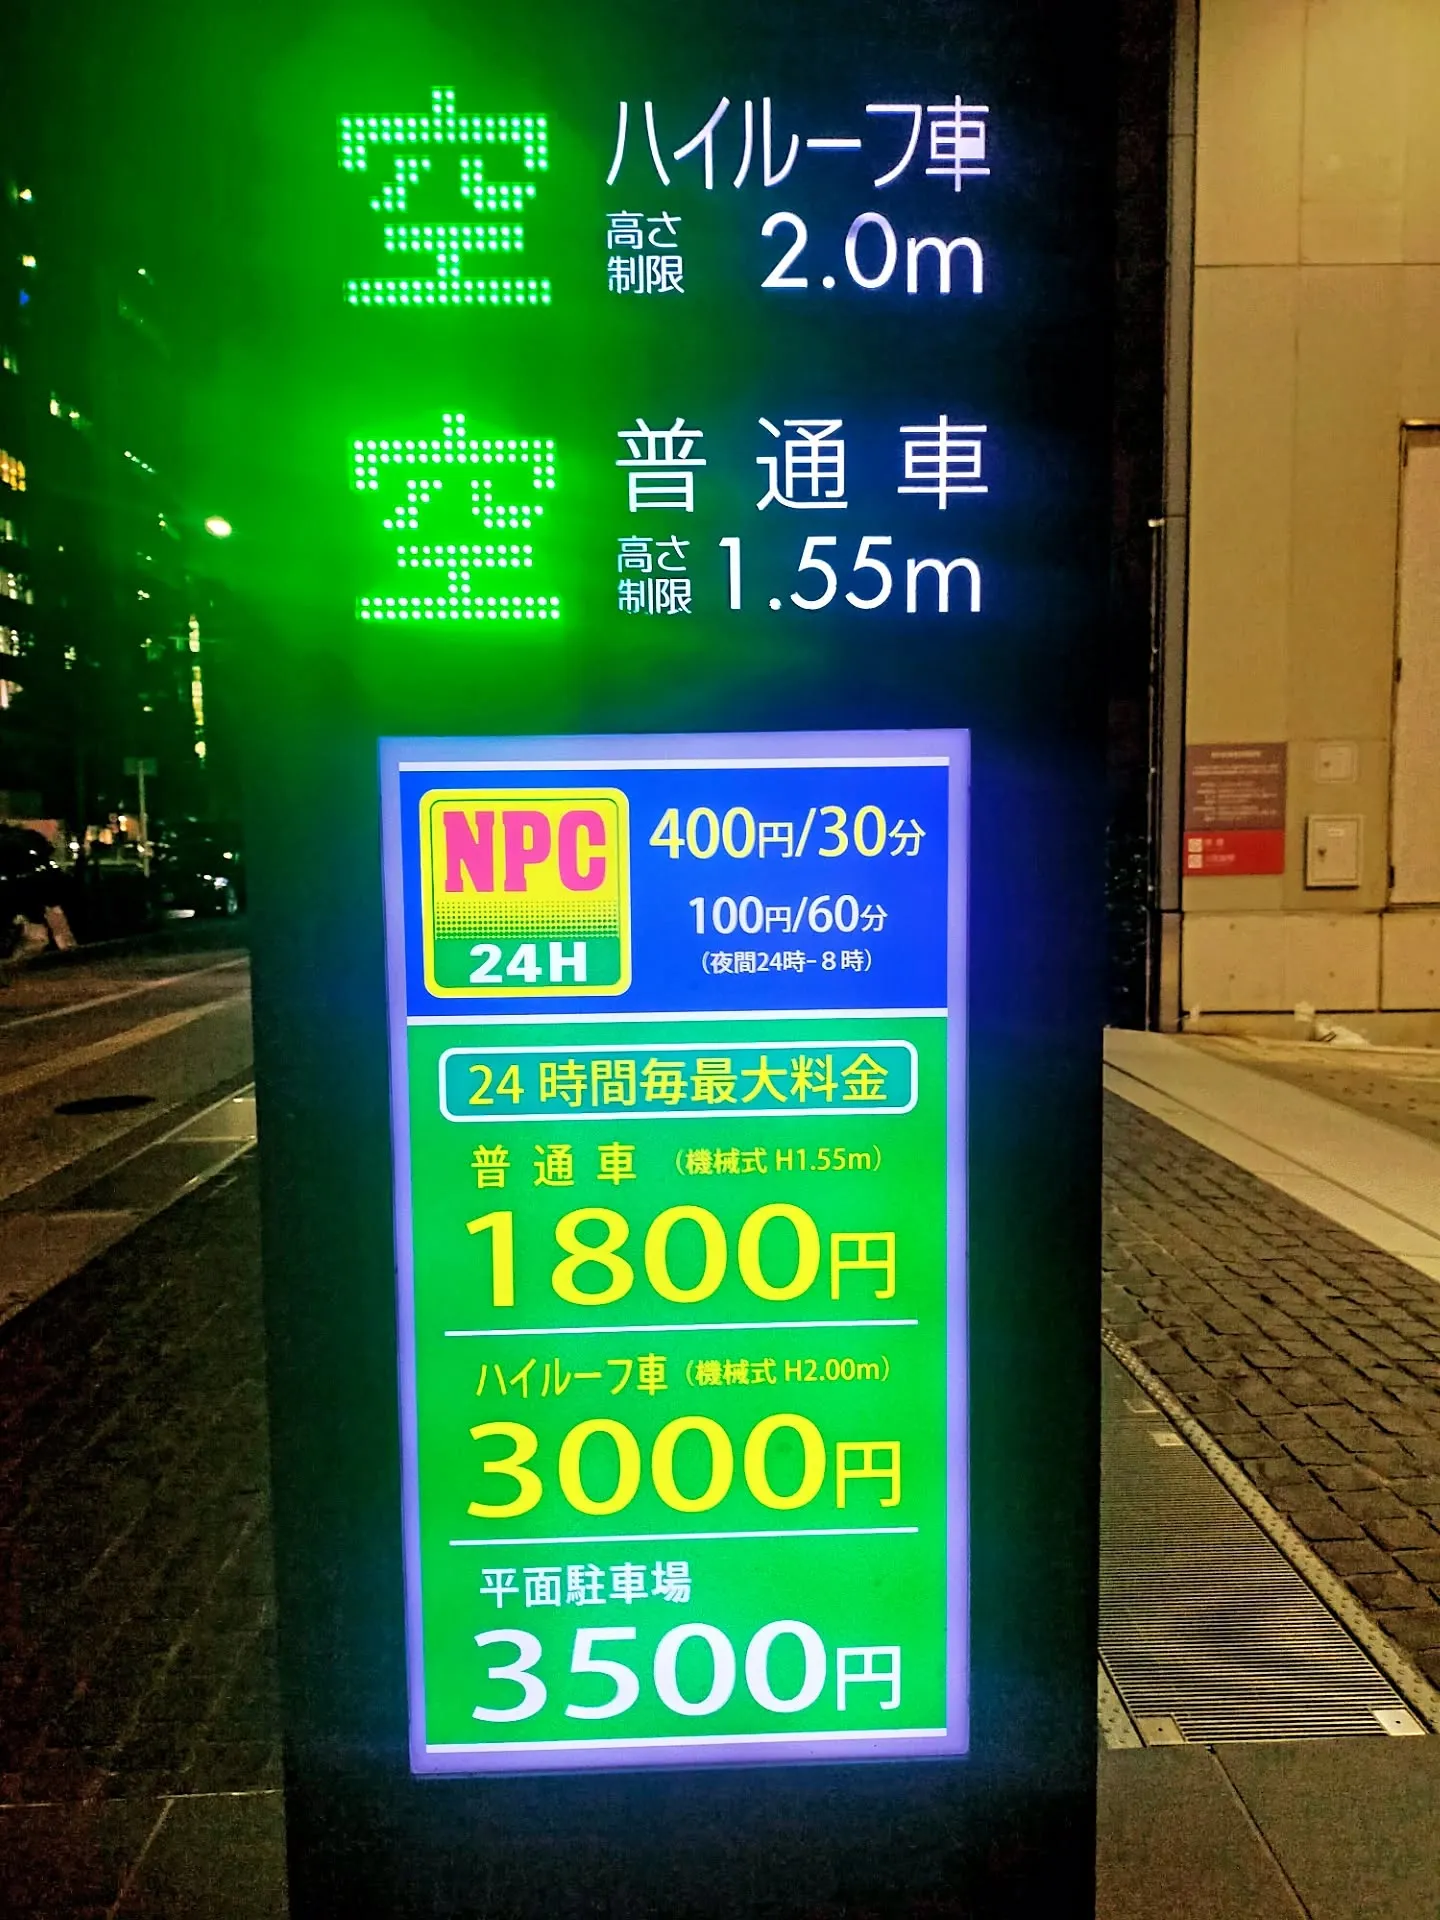 空 ハイルーフ車
高さ制限 2.0m
空 普通車
高さ制限 1.55m
NPC
24H
400円/30分
100円/60分
(夜間24時-8時)
24時間毎最大料金
普通車 (機械式 H1.55m)
1800円
ハイルーフ車 (機械式 H2.00m)
3000円
平面駐車場
3500円